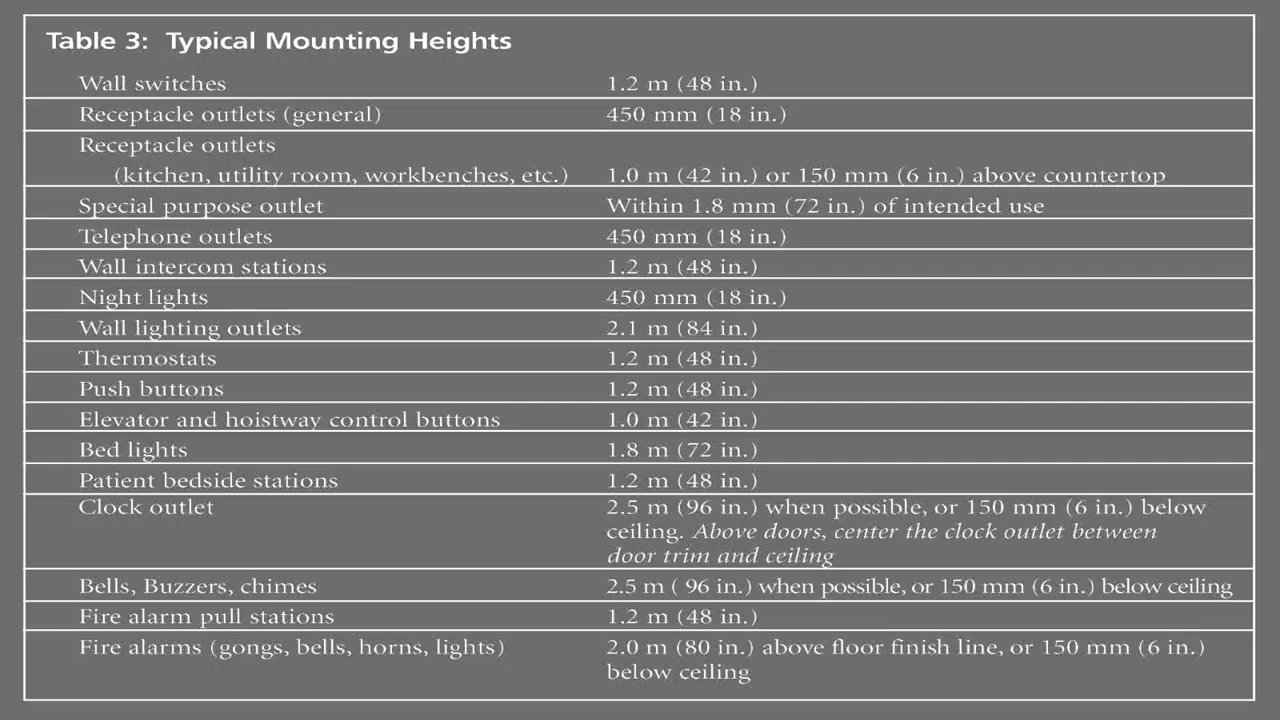 Table 3: Typical Mounting Heights
Wall switches 1.2 m (48 in.)
Receptacle outlets (general) 450 mm (18 in.)
Receptacle outlets
(kitchen, utility room, workbenches, etc.) 1.0 m (42 in.) or 150 mm (6 in.) above countertop
Special purpose outlet Within 1.8 mm (72 in.) of intended use
Telephone outlets 450 mm (18 in.)
Wall intercom stations 1.2 m (48 in.)
Night lights 450 mm (18 in.)
Wall lighting outlets 2.1 m (84 in.)
Thermostats 1.2 m (48 in.)
Push buttons 1.2 m (48 in.)
Elevator and hoistway control buttons 1.0 m (42 in.)
Bed lights 1.8 m (72 in.)
Patient bedside stations 1.2 m (48 in.)
Clock outlet 2.5 m (96 in.) when possible, or 150 mm (6 in.) below
ceiling. Above doors, center the clock outlet between
door trim and ceiling
Bells, Buzzers, chimes 2.5 m ( 96 in.) when possible, or 150 mm (6 in.) below ceiling
Fire alarm pull stations 1.2 m (48 in.)
Fire alarms (gongs, bells, horns, lights) 2.0 m (80 in.) above floor finish line, or 150 mm (6 in.)
below ceiling